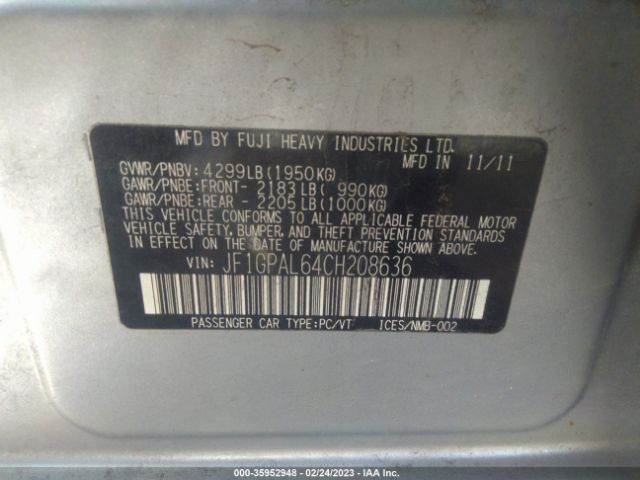 MFD BY FUJI HEAVY INDUSTRIES LTD.
MFD IN 11/11
GVWR/PNBV: 4299LB(1950KG)
GAWR/PNBE:FRONT- 2183LB( 990KG)
GAWR/PNBE:REAR - 2205LB(1000KG)
THIS VEHICLE CONFORMS TO ALL APPLICABLE FEDERAL MOTOR
VEHICLE SAFETY, BUMPER, AND THEFT PREVENTION STANDARDS
IN EFFECT ON THE DATE OF MANUFACTURE SHOWN ABOVE.
VIN: JF1GPAL64CH208636
PASSENGER CAR TYPE:PC/VT ICES/NMB-002
000-35952948 - 02/24/2023 - IAA Inc.